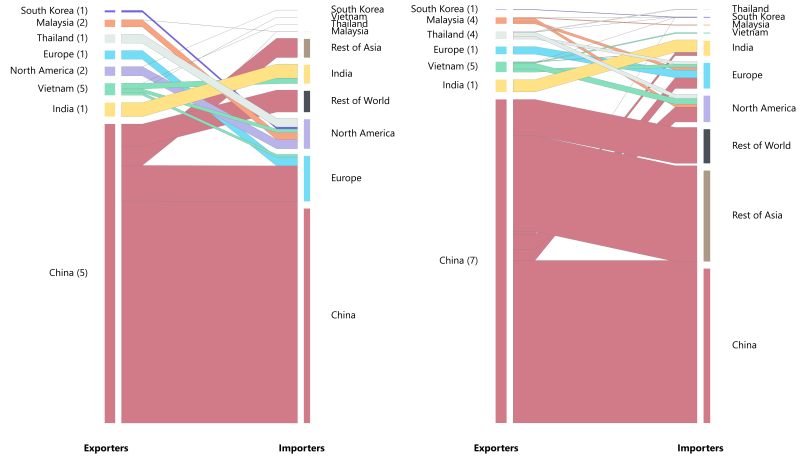 South Korea (1)
Malaysia (2)
Thailand (1)
Europe (1)
North America (2)
Vietnam (5)
India (1)
China (5)
South Korea
Vietnam
Thailand
Malaysia
Rest of Asia
India
Rest of World
North America
Europe
China
Exporters
Importers
South Korea (1)
Malaysia (4)
Thailand (4)
Europe (1)
Vietnam (5)
India (1)
China (7)
Thailand
South Korea
Malaysia
Vietnam
India
Europe
North America
Rest of World
Rest of Asia
China
Exporters
Importers